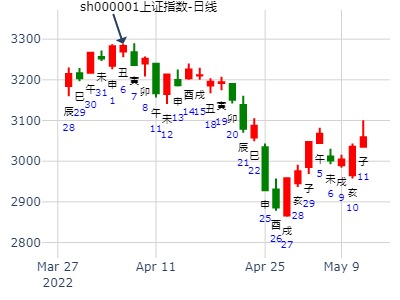 sh000001上证指数-日线
3300
3200
3100
3000
2900
2800
辰
28
巳
29
午
30
未
31
申
1
丑
6
寅
7
卯
8
午
11
未
12
申
13
酉
14
戌
15
丑
18
寅
19
卯
20
辰
21
巳
22
申
25
酉
26
戌
27
亥
28
子
29
午
5
未
6
戌
9
亥
10
子
11
Mar 27
2022
Apr 11
Apr 25
May 9